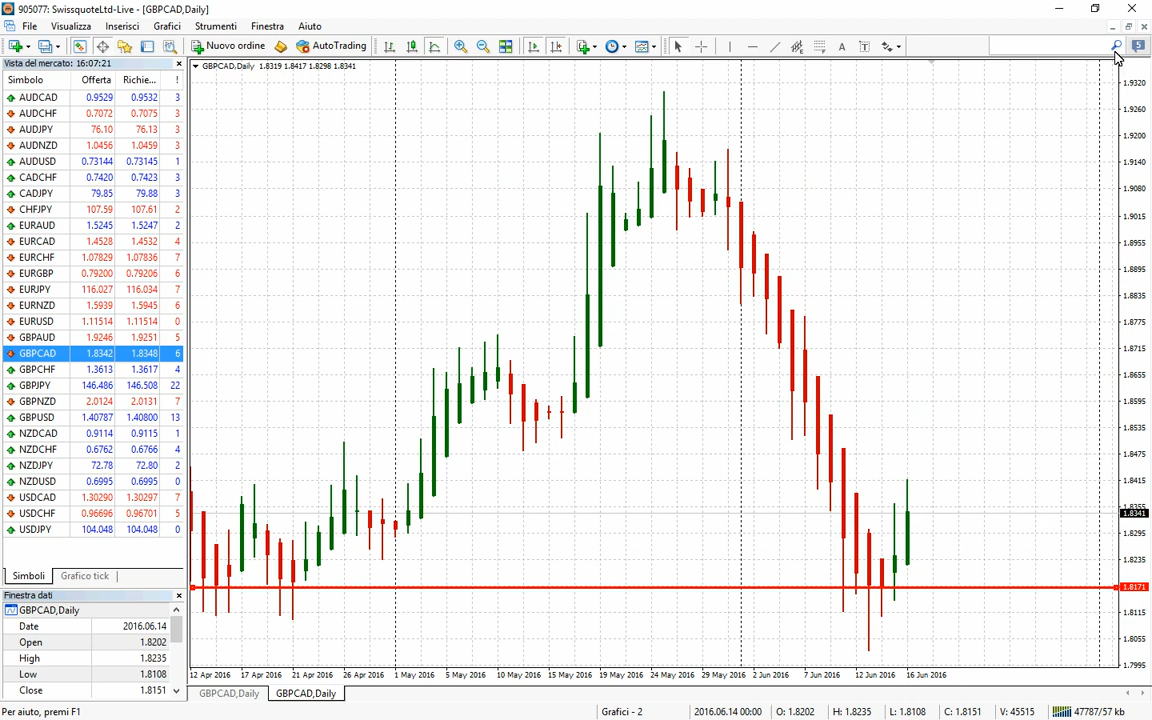 905077: SwissquoteLtd-Live - [GBPCAD,Daily]
File Visualizza Inserisci Grafici Strumenti Finestra Aiuto
Nuovo ordine AutoTrading A T 5
Vista del mercato: 16:07:21
Simbolo Offerta Richie... !
AUDCAD 0.9529 0.9532 3
AUDCHF 0.7072 0.7075 3
AUDJPY 76.10 76.13 3
AUDNZD 1.0456 1.0459 3
AUDUSD 0.73144 0.73145 1
CADCHF 0.7420 0.7423 3
CADJPY 79.85 79.88 3
CHFJPY 107.59 107.61 2
EURAUD 1.5245 1.5247 2
EURCAD 1.4528 1.4532 4
EURCHF 1.07829 1.07836 7
EURGBP 0.79200 0.79206 6
EURJPY 116.027 116.034 7
EURNZD 1.5939 1.5945 6
EURUSD 1.11514 1.11514 0
GBPAUD 1.9246 1.9251 5
GBPCAD 1.8342 1.8348 6
GBPCHF 1.3613 1.3617 4
GBPJPY 146.486 146.508 22
GBPNZD 2.0124 2.0131 7
GBPUSD 1.40787 1.40800 13
NZDCAD 0.9114 0.9115 1
NZDCHF 0.6762 0.6766 4
NZDJPY 72.78 72.80 2
NZDUSD 0.6995 0.6995 0
USDCAD 1.30290 1.30297 7
USDCHF 0.96696 0.96701 5
USDJPY 104.048 104.048 0
Simboli Grafico tick
Finestra dati
GBPCAD,Daily
Date 2016.06.14
Open 1.8202
High 1.8235
Low 1.8108
Close 1.8151
GBPCAD,Daily 1.8319 1.8417 1.8298 1.8341
1.9320
1.9260
1.9200
1.9140
1.9080
1.9015
1.8955
1.8895
1.8835
1.8775
1.8715
1.8655
1.8595
1.8535
1.8475
1.8415
1.8355
1.8341
1.8295
1.8235
1.8171
1.8115
1.8055
1.7995
12 Apr 2016 17 Apr 2016 21 Apr 2016 26 Apr 2016 1 May 2016 5 May 2016 10 May 2016 15 May 2016 19 May 2016 24 May 2016 29 May 2016 2 Jun 2016 7 Jun 2016 12 Jun 2016 16 Jun 2016
GBPCAD,Daily GBPCAD,Daily
Per aiuto, premi F1 Grafici - 2 2016.06.14 00:00 O: 1.8202 H: 1.8235 L: 1.8108 C: 1.8151 V: 45515 47787/57 kb